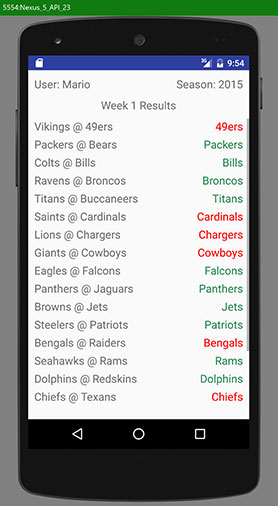 5554:Nexus_5_API_23
3G 9:54
User: Mario Season: 2015
Week 1 Results
Vikings @ 49ers 49ers
Packers @ Bears Packers
Colts @ Bills Bills
Ravens @ Broncos Broncos
Titans @ Buccaneers Titans
Saints @ Cardinals Cardinals
Lions @ Chargers Chargers
Giants @ Cowboys Cowboys
Eagles @ Falcons Falcons
Panthers @ Jaguars Panthers
Browns @ Jets Jets
Steelers @ Patriots Patriots
Bengals @ Raiders Bengals
Seahawks @ Rams Rams
Dolphins @ Redskins Dolphins
Chiefs @ Texans Chiefs